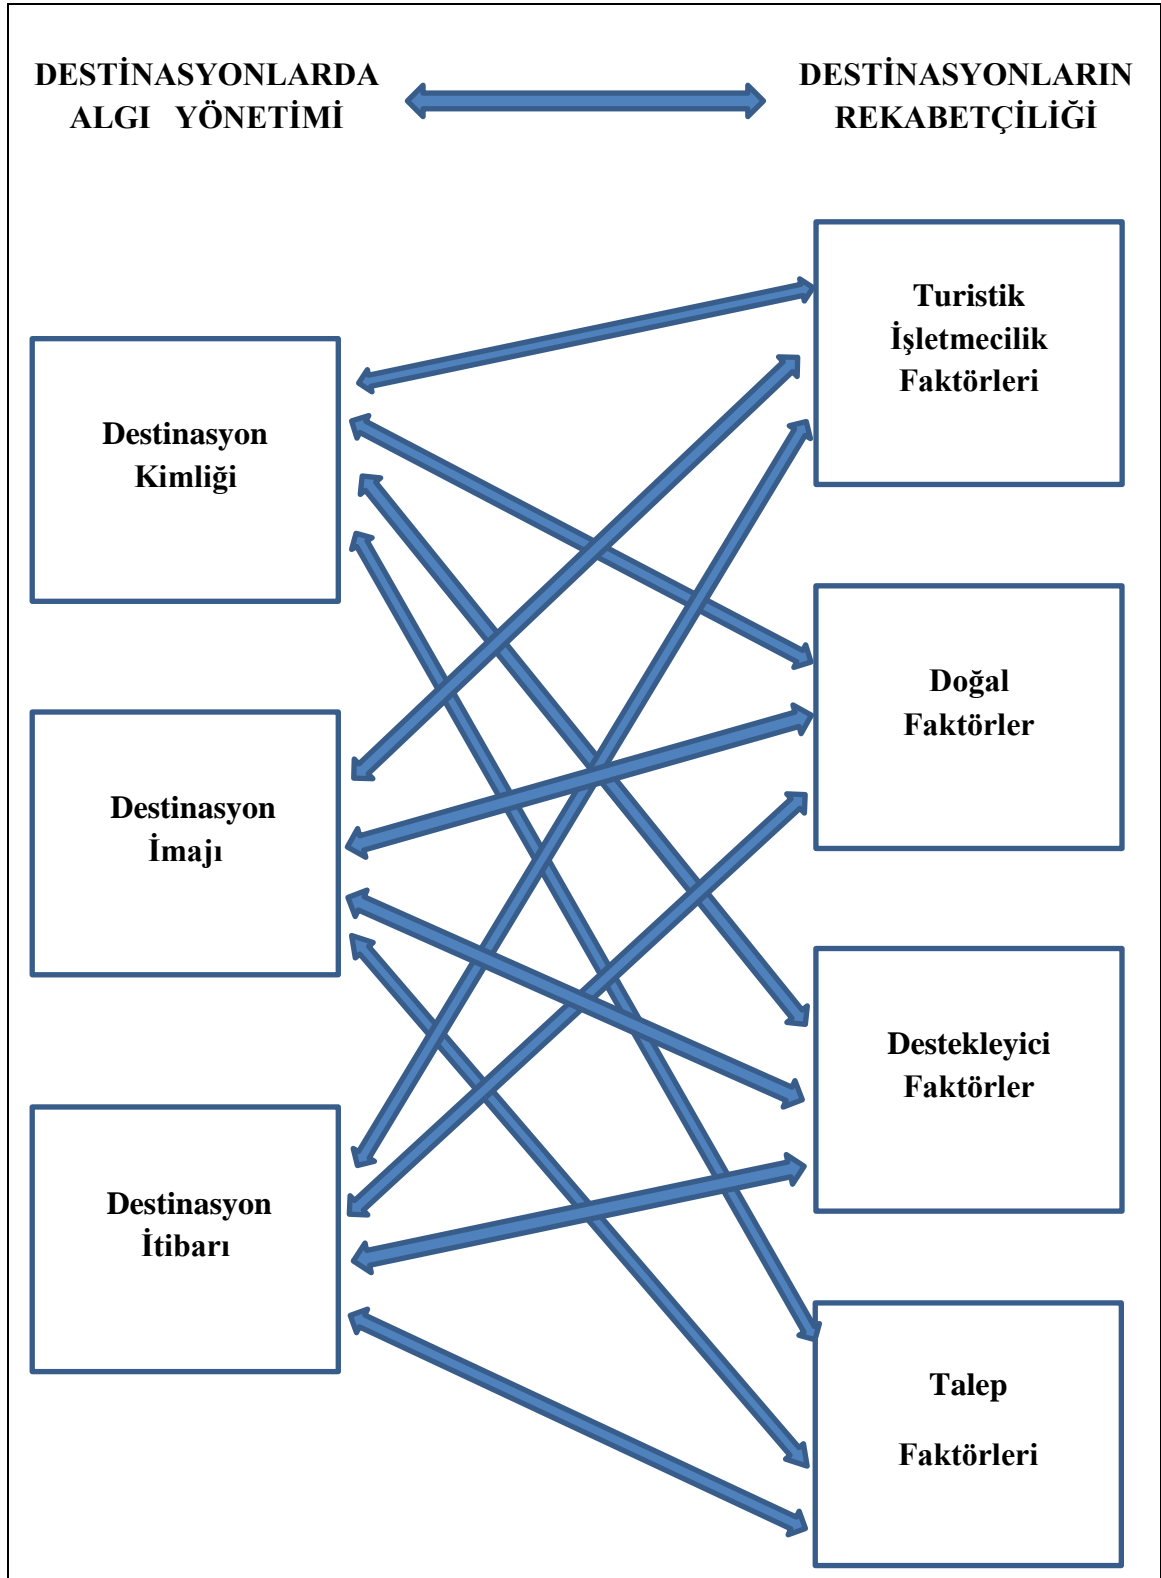 DESTİNASYONLARDA
ALGI YÖNETİMİ
DESTİNASYONLARIN
REKABETÇİLİĞİ
Destinasyon
Kimliği
Destinasyon
İmajı
Destinasyon
İtibarı
Turistik
İşletmecilik
Faktörleri
Doğal
Faktörler
Destekleyici
Faktörler
Talep
Faktörleri